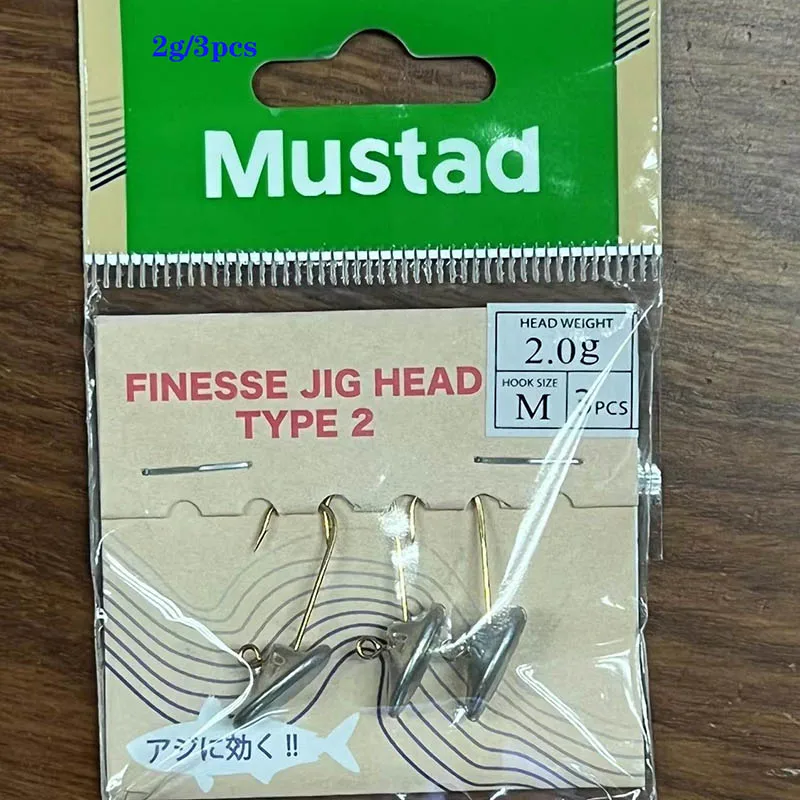 2g/3pcs
Mustad
HEAD WEIGHT
2.0g
HOOK SIZE
M
3PCS
FINESSE JIG HEAD
TYPE 2
アジに効く!!